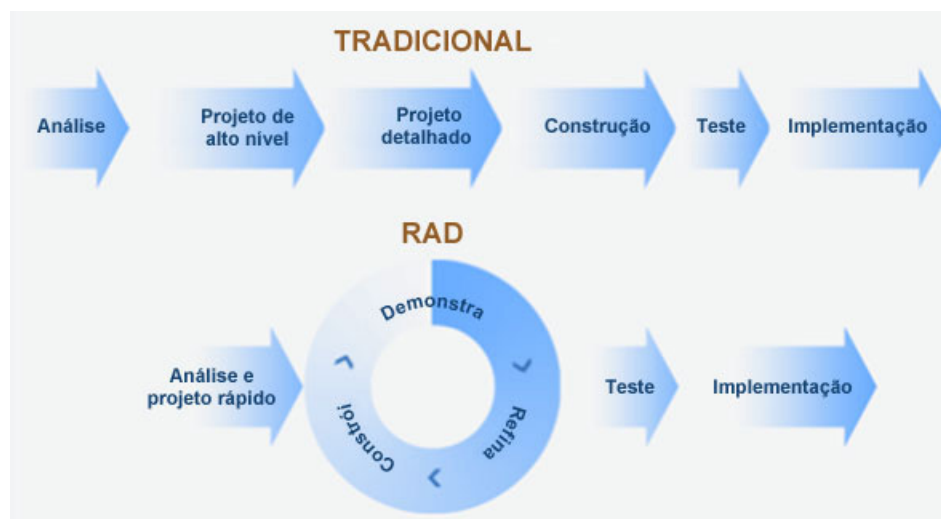 TRADICIONAL
Análise
Projeto de
alto nível
Projeto
detalhado
Construção
Teste
Implementação
RAD
Análise e
projeto rápido
Demonstra
Refina
Constrói
Teste
Implementação